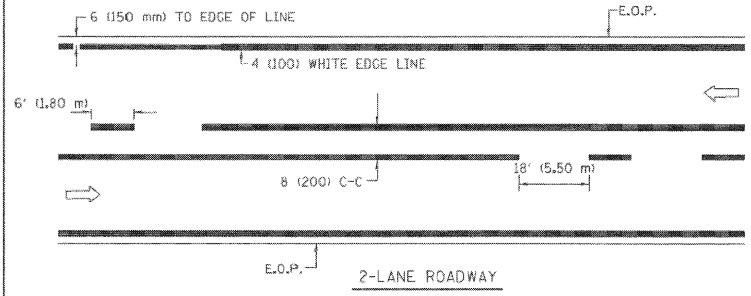 6 (150 mm) TO EDGE OF LINE
E.O.P.
4 (100) WHITE EDGE LINE
6' (1.80 m)
8 (200) C-C
18' (5.50 m)
E.O.P.
2-LANE ROADWAY